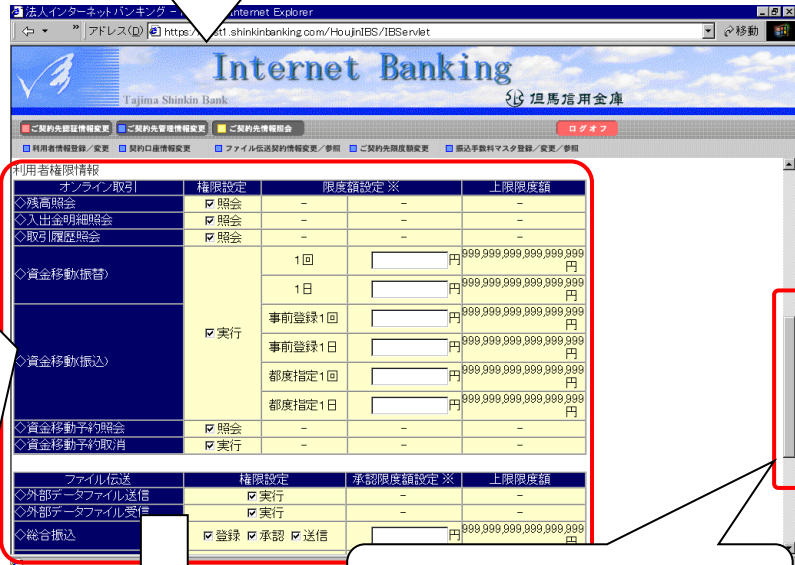 法人インターネットバンキング - Internet Explorer
アドレス(D) https://
st1.shinkinbanking.com/HoujinIBS/IBServlet
移動
Internet Banking
Tajima Shinkin Bank
但馬信用金庫
ご契約先認証情報変更 ご契約先管理情報変更 ご契約先情報照会 ログオフ
利用者情報登録/変更 契約口座情報変更 ファイル伝送契約情報変更/参照 ご契約先限度額変更 振込手数料マスタ登録/変更/参照
利用者権限情報
オンライン取引 権限設定 限度額設定 ※ 上限限度額
◇残高照会 照会 − −
◇入出金明細照会 照会 − −
◇取引履歴照会 照会 − −
◇資金移動(振替) 実行
1回 円 999,999,999,999,999,999円
1日 円 999,999,999,999,999,999円
◇資金移動(振込)
事前登録1回 円 999,999,999,999,999,999円
事前登録1日 円 999,999,999,999,999,999円
都度指定1回 円 999,999,999,999,999,999円
都度指定1日 円 999,999,999,999,999,999円
◇資金移動予約照会 照会 − −
◇資金移動予約取消 実行 − −
ファイル伝送 権限設定 承認限度額設定 ※ 上限限度額
◇外部データファイル送信 実行 − −
◇外部データファイル受信 実行 − −
◇総合振込 登録 承認 送信 円 999,999,999,999,999,999円